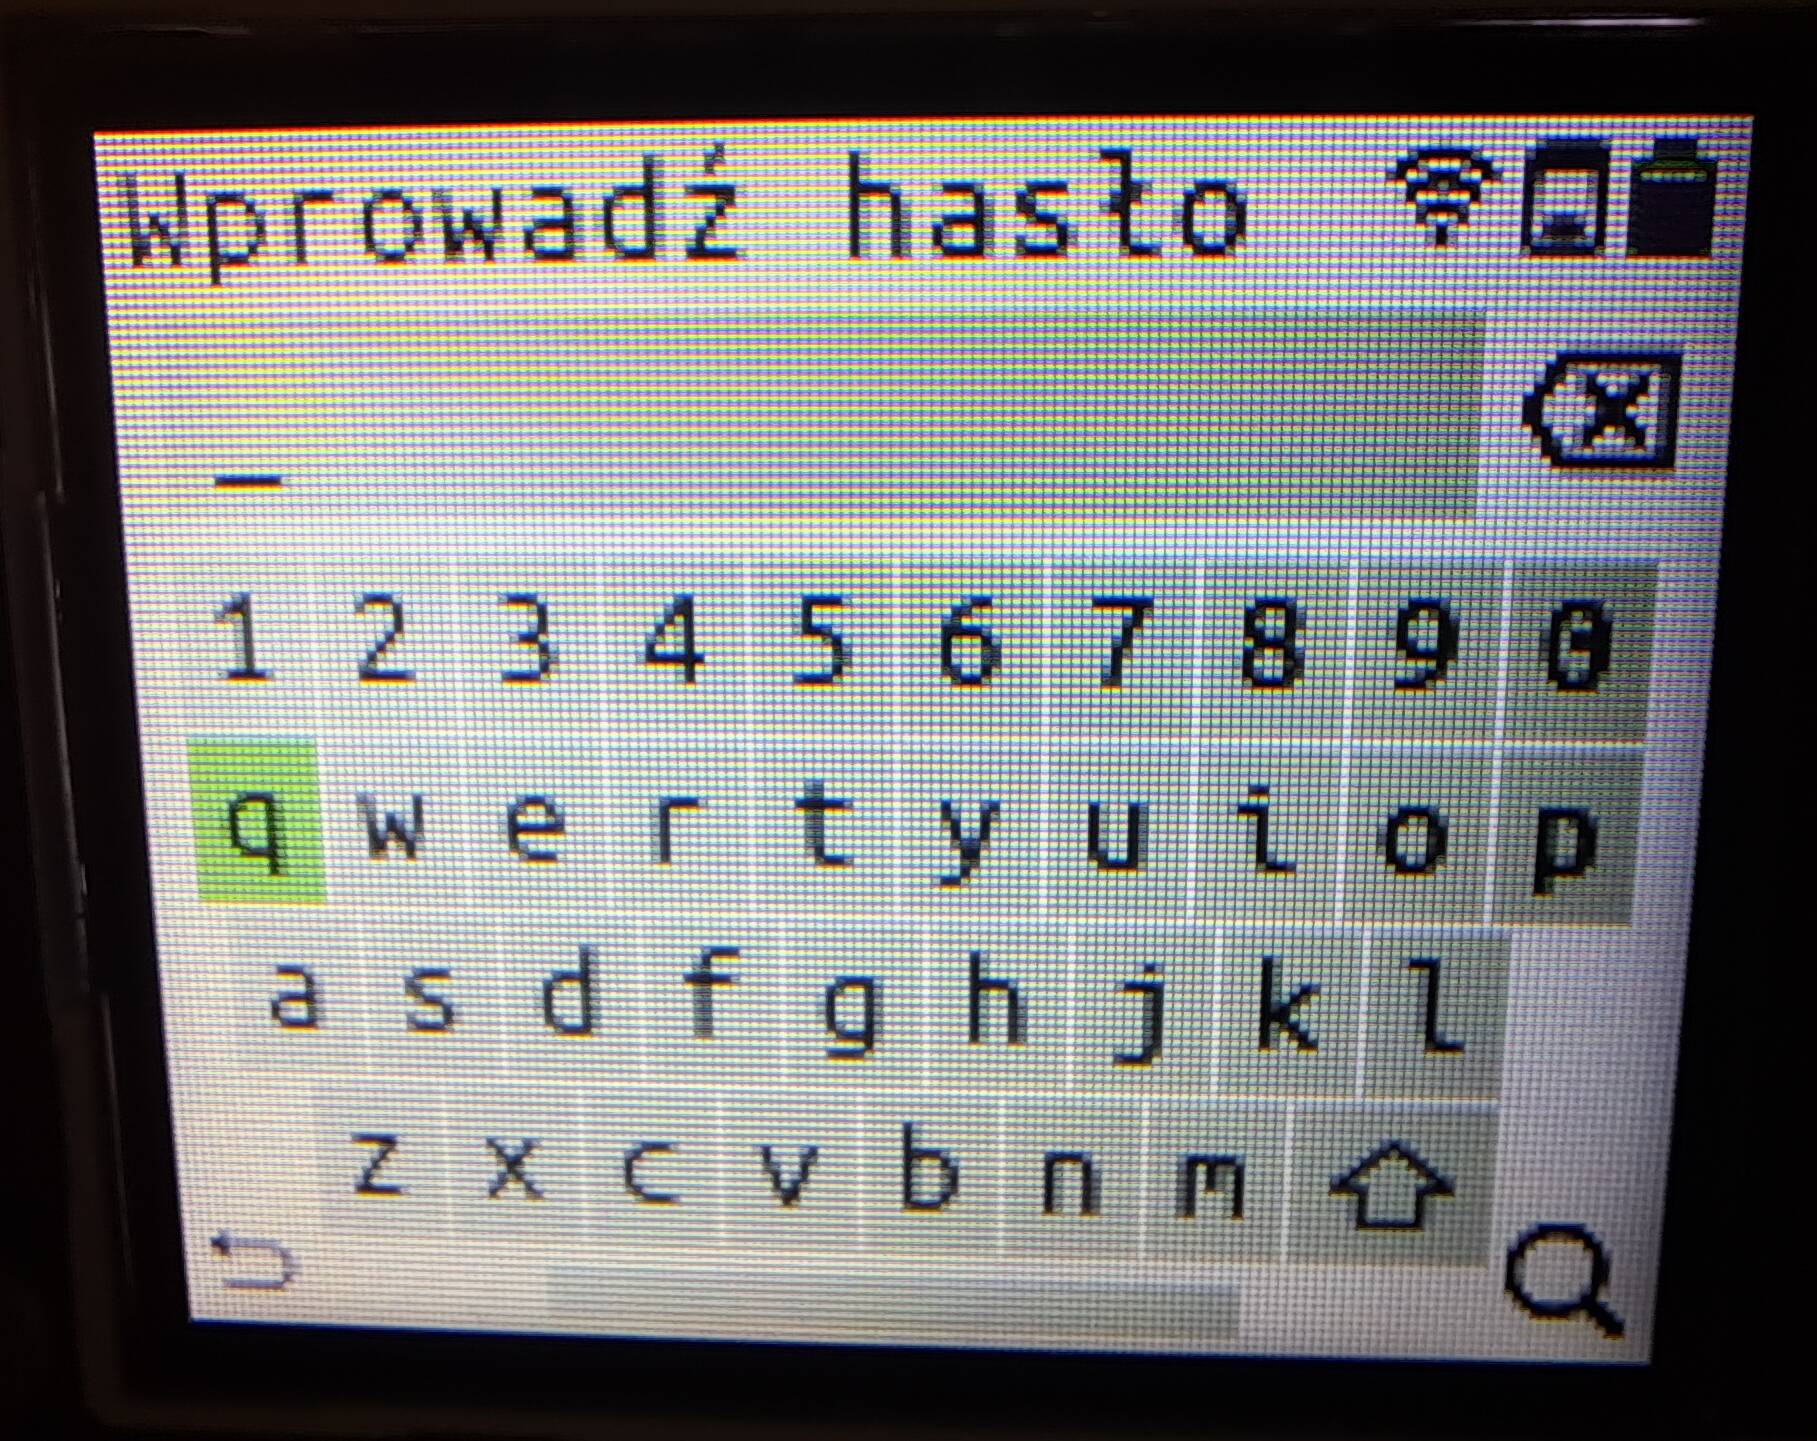 Wprowadź hasło
_
1 2 3 4 5 6 7 8 9 0
q w e r t y u i o p
a s d f g h j k l
z x c v b n m